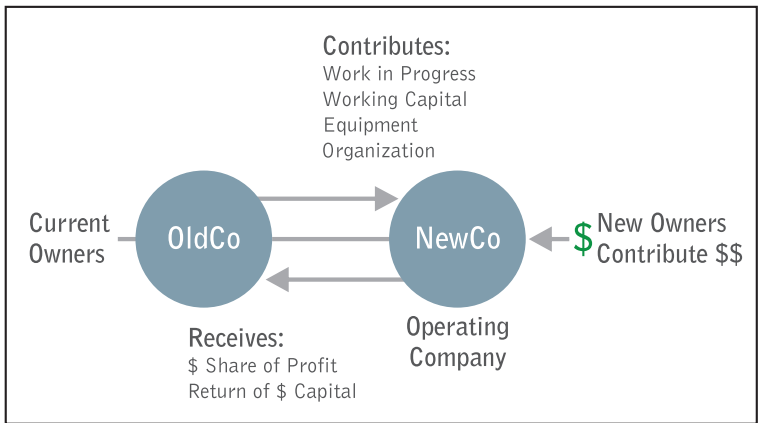 Contributes:
Work in Progress
Working Capital
Equipment
Organization
Current
Owners
OldCo
NewCo
$
New Owners
Contribute $$
Receives:
$ Share of Profit
Return of $ Capital
Operating
Company